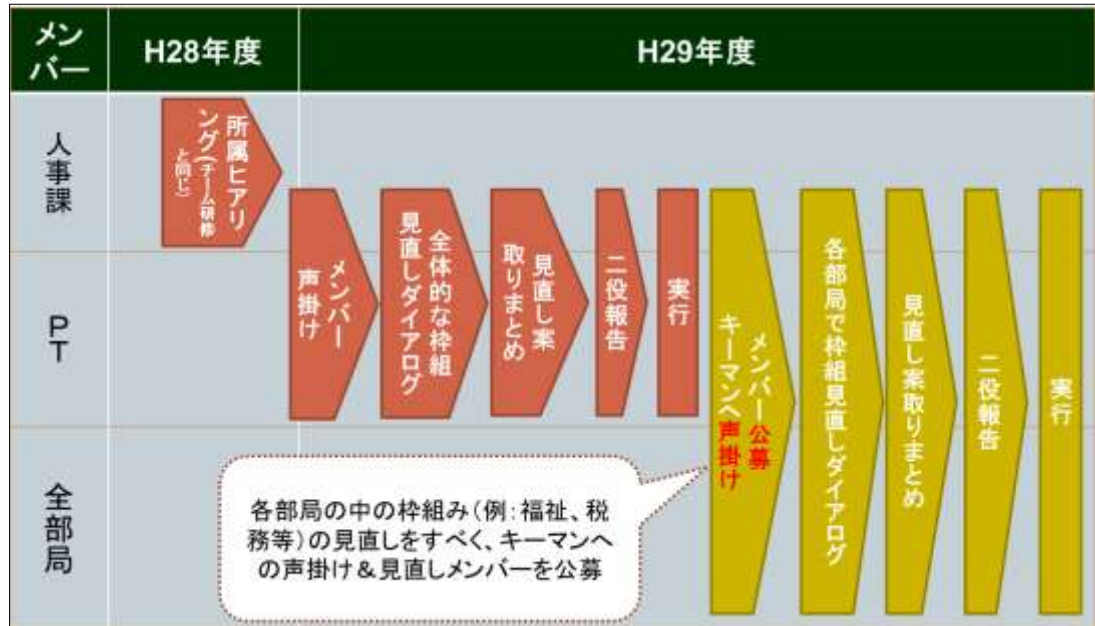 メン
バー
H28年度
H29年度
人事課
PT
全部局
所属ヒアリ
ング(チーム研修
と同じ)
メンバー
声掛け
全体的な枠組
見直しダイアログ
見直し案
取りまとめ
二役報告
実行
メンバー公募
キーマンへ声掛け
各部局で枠組見直しダイアログ
見直し案取りまとめ
二役報告
実行
各部局の中の枠組み(例:福祉、税
務等)の見直しをすべく、キーマンへ
の声掛け&見直しメンバーを公募